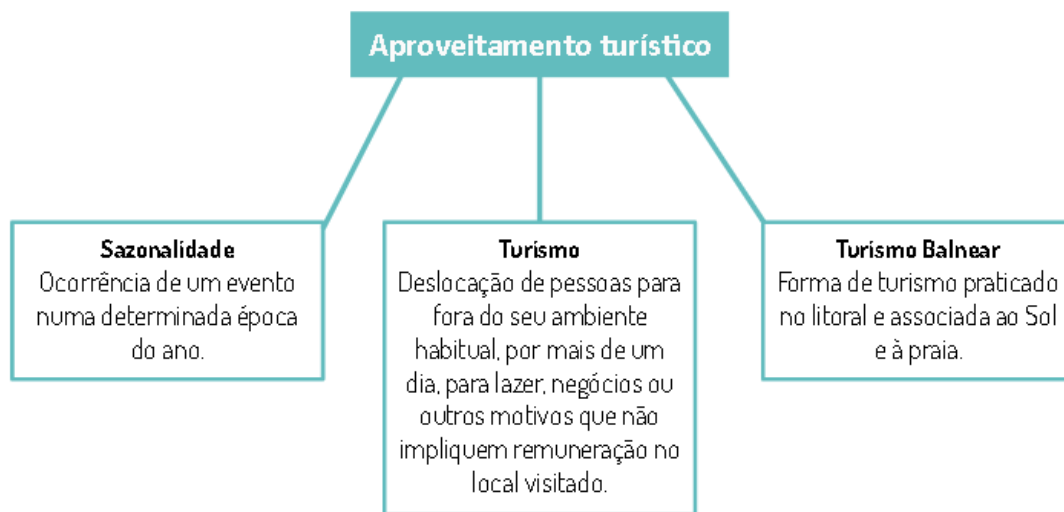 Aproveitamento turístico
Sazonalidade
Ocorrência de um evento
numa determinada época
do ano.
Turismo
Deslocação de pessoas para
fora do seu ambiente
habitual, por mais de um
dia, para lazer, negócios ou
outros motivos que não
impliquem remuneração no
local visitado.
Turismo Balnear
Forma de turismo praticado
no litoral e associada ao Sol
e à praia.